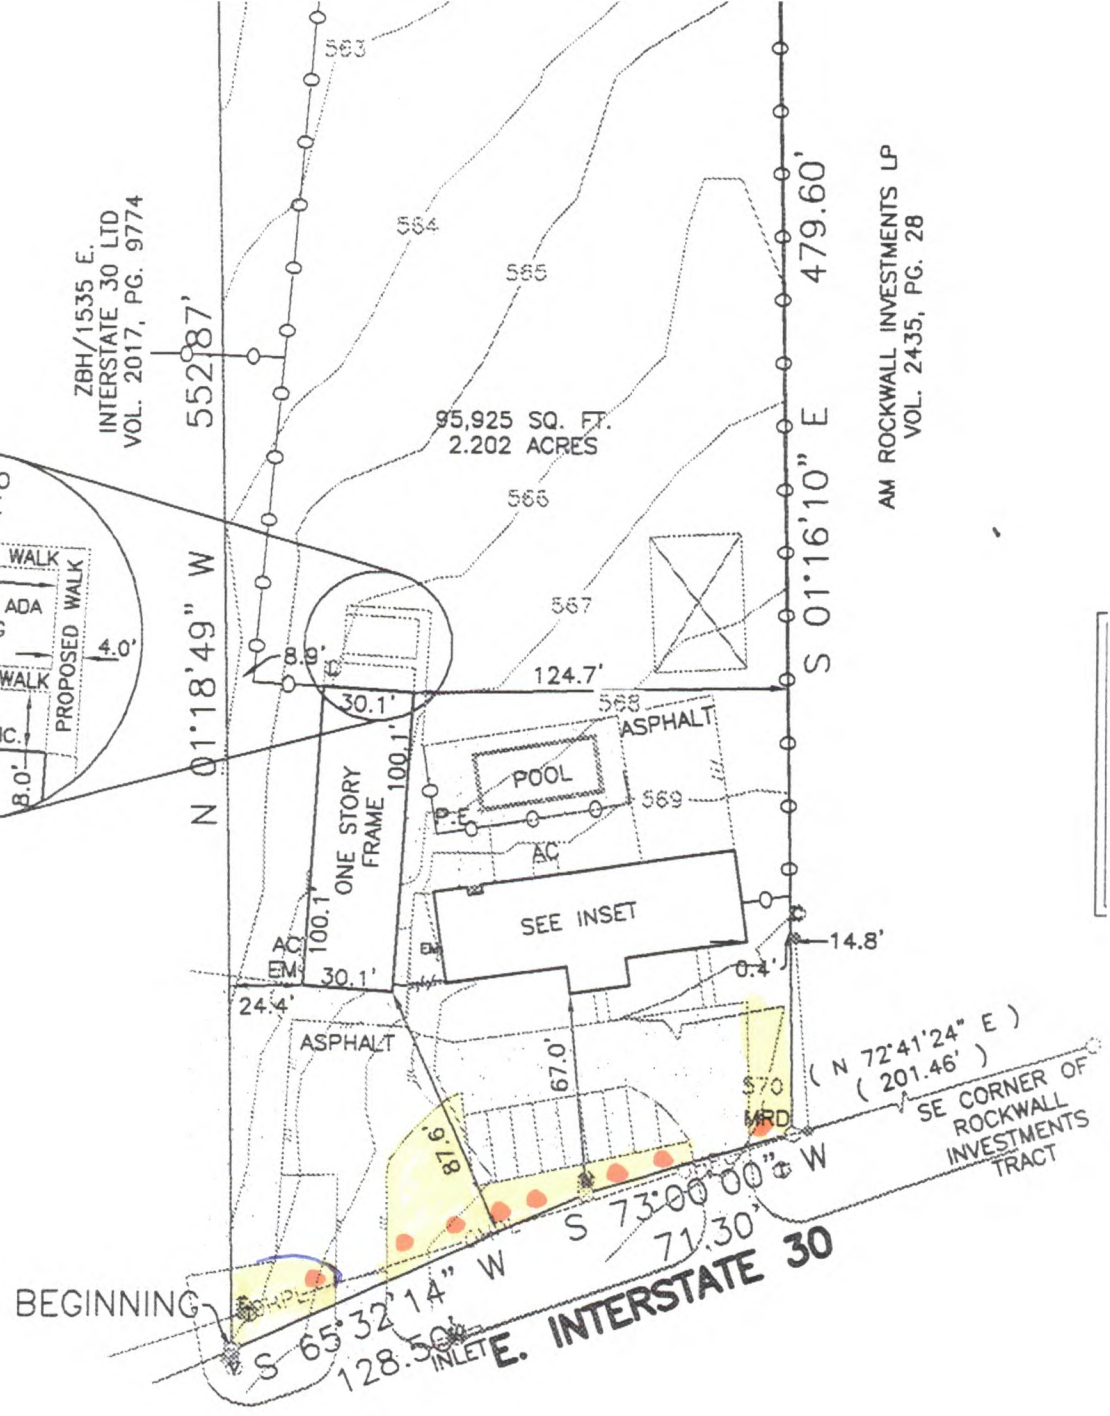 563
ZBH/1535 E.
INTERSTATE 30 LTD
VOL. 2017, PG. 9774
552.87'
N 01°18'49" W
564
565
479.60'
S 01°16'10" E
AM ROCKWALL INVESTMENTS LP
VOL. 2435, PG. 28
95,925 SQ. FT.
2.202 ACRES
566
567
WALK
ADA
WALK
PROPOSED WALK
4.0'
8.0'
8.9'
30.1'
124.7'
568
ASPHALT
100.1'
ONE STORY
FRAME
POOL
P.E.
569
AC
SEE INSET
100.1'
AC
EM
30.1'
EM
24.4'
14.8'
0.4'
ASPHALT
67.0'
87.6'
570
MRD
( N 72°41'24" E )
( 201.46' )
SE CORNER OF
ROCKWALL
INVESTMENTS
TRACT
S 73°00'00" W
71.30'
BEGINNING
S 65°32'14" W
128.50'
INLET
E. INTERSTATE 30